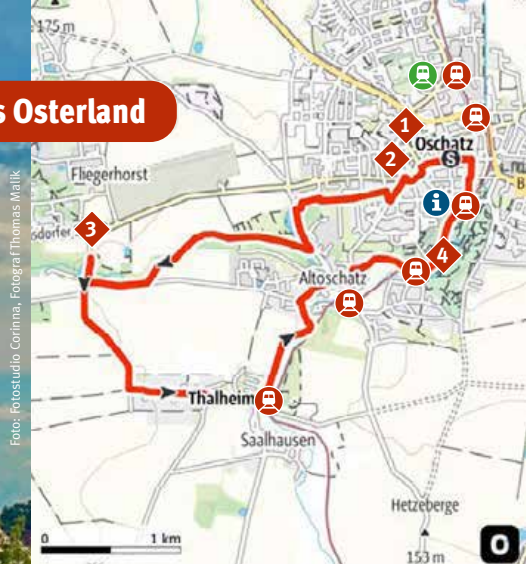 175 m
s Osterland
1
Oschatz
S
2
Fliegerhorst
sdorfer
3
i
4
Altoschatz
Thalheim
Saalhausen
Hetzeberge
153 m
0 1 km
O
B
Foto: Fotostudio Corinna, Fotograf Thomas Malik